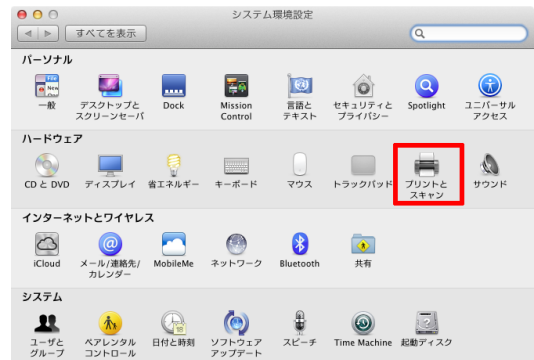 システム環境設定
すべてを表示
パーソナル
File
New
一般
デスクトップと
スクリーンセーバ
Dock
Mission
Control
言語と
テキスト
セキュリティと
プライバシー
Spotlight
ユニバーサル
アクセス
ハードウェア
CD と DVD
ディスプレイ
省エネルギー
キーボード
マウス
トラックパッド
プリントと
スキャン
サウンド
インターネットとワイヤレス
iCloud
メール/連絡先/
カレンダー
MobileMe
ネットワーク
Bluetooth
共有
システム
ユーザと
グループ
ペアレンタル
コントロール
日付と時刻
ソフトウェア
アップデート
スピーチ
Time Machine
起動ディスク